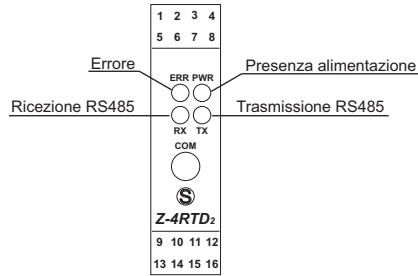 1 2 3 4
5 6 7 8
Errore
ERR PWR
Presenza alimentazione
Ricezione RS485
Trasmissione RS485
RX TX
COM
S
Z-4RTD2
9 10 11 12
13 14 15 16